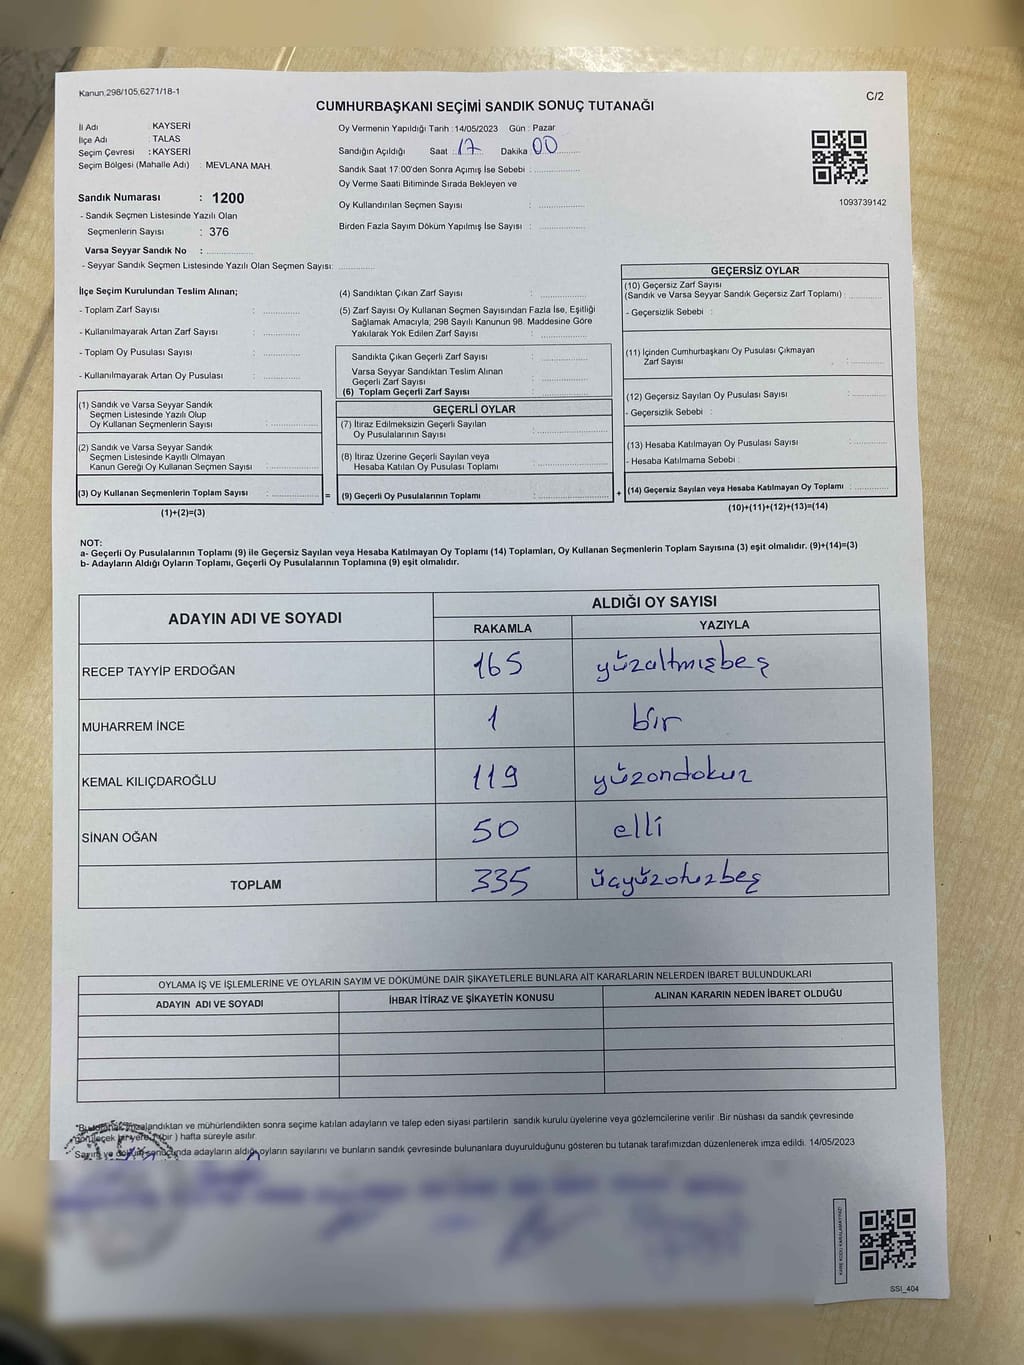 Kanun.298/105,6271/18-1
C/2
CUMHURBAŞKANI SEÇİMİ SANDIK SONUÇ TUTANAĞI
İl Adı : KAYSERİ
İlçe Adı : TALAS
Seçim Çevresi : KAYSERİ
Seçim Bölgesi (Mahalle Adı) : MEVLANA MAH.
Sandık Numarası : 1200
- Sandık Seçmen Listesinde Yazılı Olan
Seçmenlerin Sayısı : 376
Varsa Seyyar Sandık No :
- Seyyar Sandık Seçmen Listesinde Yazılı Olan Seçmen Sayısı:
Oy Vermenin Yapıldığı Tarih :14/05/2023 Gün : Pazar
Sandığın Açıldığı Saat : 17 Dakika 00
Sandık Saat 17:00'den Sonra Açımış İse Sebebi :
Oy Verme Saati Bitiminde Sırada Bekleyen ve
Oy Kullandırılan Seçmen Sayısı :
Birden Fazla Sayım Döküm Yapılmış İse Sayısı :
1093739142
İlçe Seçim Kurulundan Teslim Alınan;
- Toplam Zarf Sayısı :
- Kullanılmayarak Artan Zarf Sayısı :
- Toplam Oy Pusulası Sayısı :
- Kullanılmayarak Artan Oy Pusulası :
(1) Sandık ve Varsa Seyyar Sandık
Seçmen Listesinde Yazılı Olup
Oy Kullanan Seçmenlerin Sayısı :
(2) Sandık ve Varsa Seyyar Sandık
Seçmen Listesinde Kayıtlı Olmayan
Kanun Gereği Oy Kullanan Seçmen Sayısı :
(3) Oy Kullanan Seçmenlerin Toplam Sayısı :
(1)+(2)=(3)
(4) Sandıktan Çıkan Zarf Sayısı :
(5) Zarf Sayısı Oy Kullanan Seçmen Sayısından Fazla İse, Eşitliği
Sağlamak Amacıyla; 298 Sayılı Kanunun 98. Maddesine Göre
Yakılarak Yok Edilen Zarf Sayısı :
Sandıkta Çıkan Geçerli Zarf Sayısı :
Varsa Seyyar Sandıktan Teslim Alınan
Geçerli Zarf Sayısı :
(6) Toplam Geçerli Zarf Sayısı :
GEÇERLİ OYLAR
(7) İtiraz Edilmeksizin Geçerli Sayılan
Oy Pusulalarının Sayısı :
(8) İtiraz Üzerine Geçerli Sayılan veya
Hesaba Katılan Oy Pusulası Toplamı :
=
(9) Geçerli Oy Pusulalarının Toplamı :
GEÇERSİZ OYLAR
(10) Geçersiz Zarf Sayısı
(Sandık ve Varsa Seyyar Sandık Geçersiz Zarf Toplamı) :
- Geçersizlik Sebebi :
(11) İçinden Cumhurbaşkanı Oy Pusulası Çıkmayan
Zarf Sayısı :
(12) Geçersiz Sayılan Oy Pusulası Sayısı :
- Geçersizlik Sebebi :
(13) Hesaba Katılmayan Oy Pusulası Sayısı :
- Hesaba Katılmama Sebebi :
+
(14) Geçersiz Sayılan veya Hesaba Katılmayan Oy Toplamı :
(10)+(11)+(12)+(13)=(14)
NOT:
a- Geçerli Oy Pusulalarının Toplamı (9) ile Geçersiz Sayılan veya Hesaba Katılmayan Oy Toplamı (14) Toplamları, Oy Kullanan Seçmenlerin Toplam Sayısına (3) eşit olmalıdır. (9)+(14)=(3)
b- Adayların Aldığı Oyların Toplamı, Geçerli Oy Pusulalarının Toplamına (9) eşit olmalıdır.
ADAYIN ADI VE SOYADI
ALDIĞI OY SAYISI
RAKAMLA YAZIYLA
RECEP TAYYİP ERDOĞAN 165 yüzaltmışbeş
MUHARREM İNCE 1 bir
KEMAL KILIÇDAROĞLU 119 yüzondokuz
SİNAN OĞAN 50 elli
TOPLAM 335 üçyüzotuzbeş
OYLAMA İŞ VE İŞLEMLERİNE VE OYLARIN SAYIM VE DÖKÜMÜNE DAİR ŞİKAYETLERLE BUNLARA AİT KARARLARIN NELERDEN İBARET BULUNDUKLARI
ADAYIN ADI VE SOYADI İHBAR İTİRAZ VE ŞİKAYETİN KONUSU ALINAN KARARIN NEDEN İBARET OLDUĞU
imzalandıktan ve mühürlendikten sonra seçime katılan adayların ve talep eden siyasi partilerin sandık kurulu üyelerine veya gözlemcilerine verilir .Bir nüshası da sandık çevresinde
bir ) hafta süreyle asılır.
Sayım ve döküm sonucunda adayların aldığı oyların sayılarını ve bunların sandık çevresinde bulunanlara duyurulduğunu gösteren bu tutanak tarafımızdan düzenlenerek imza edildi. 14/05/2023
SSI_404